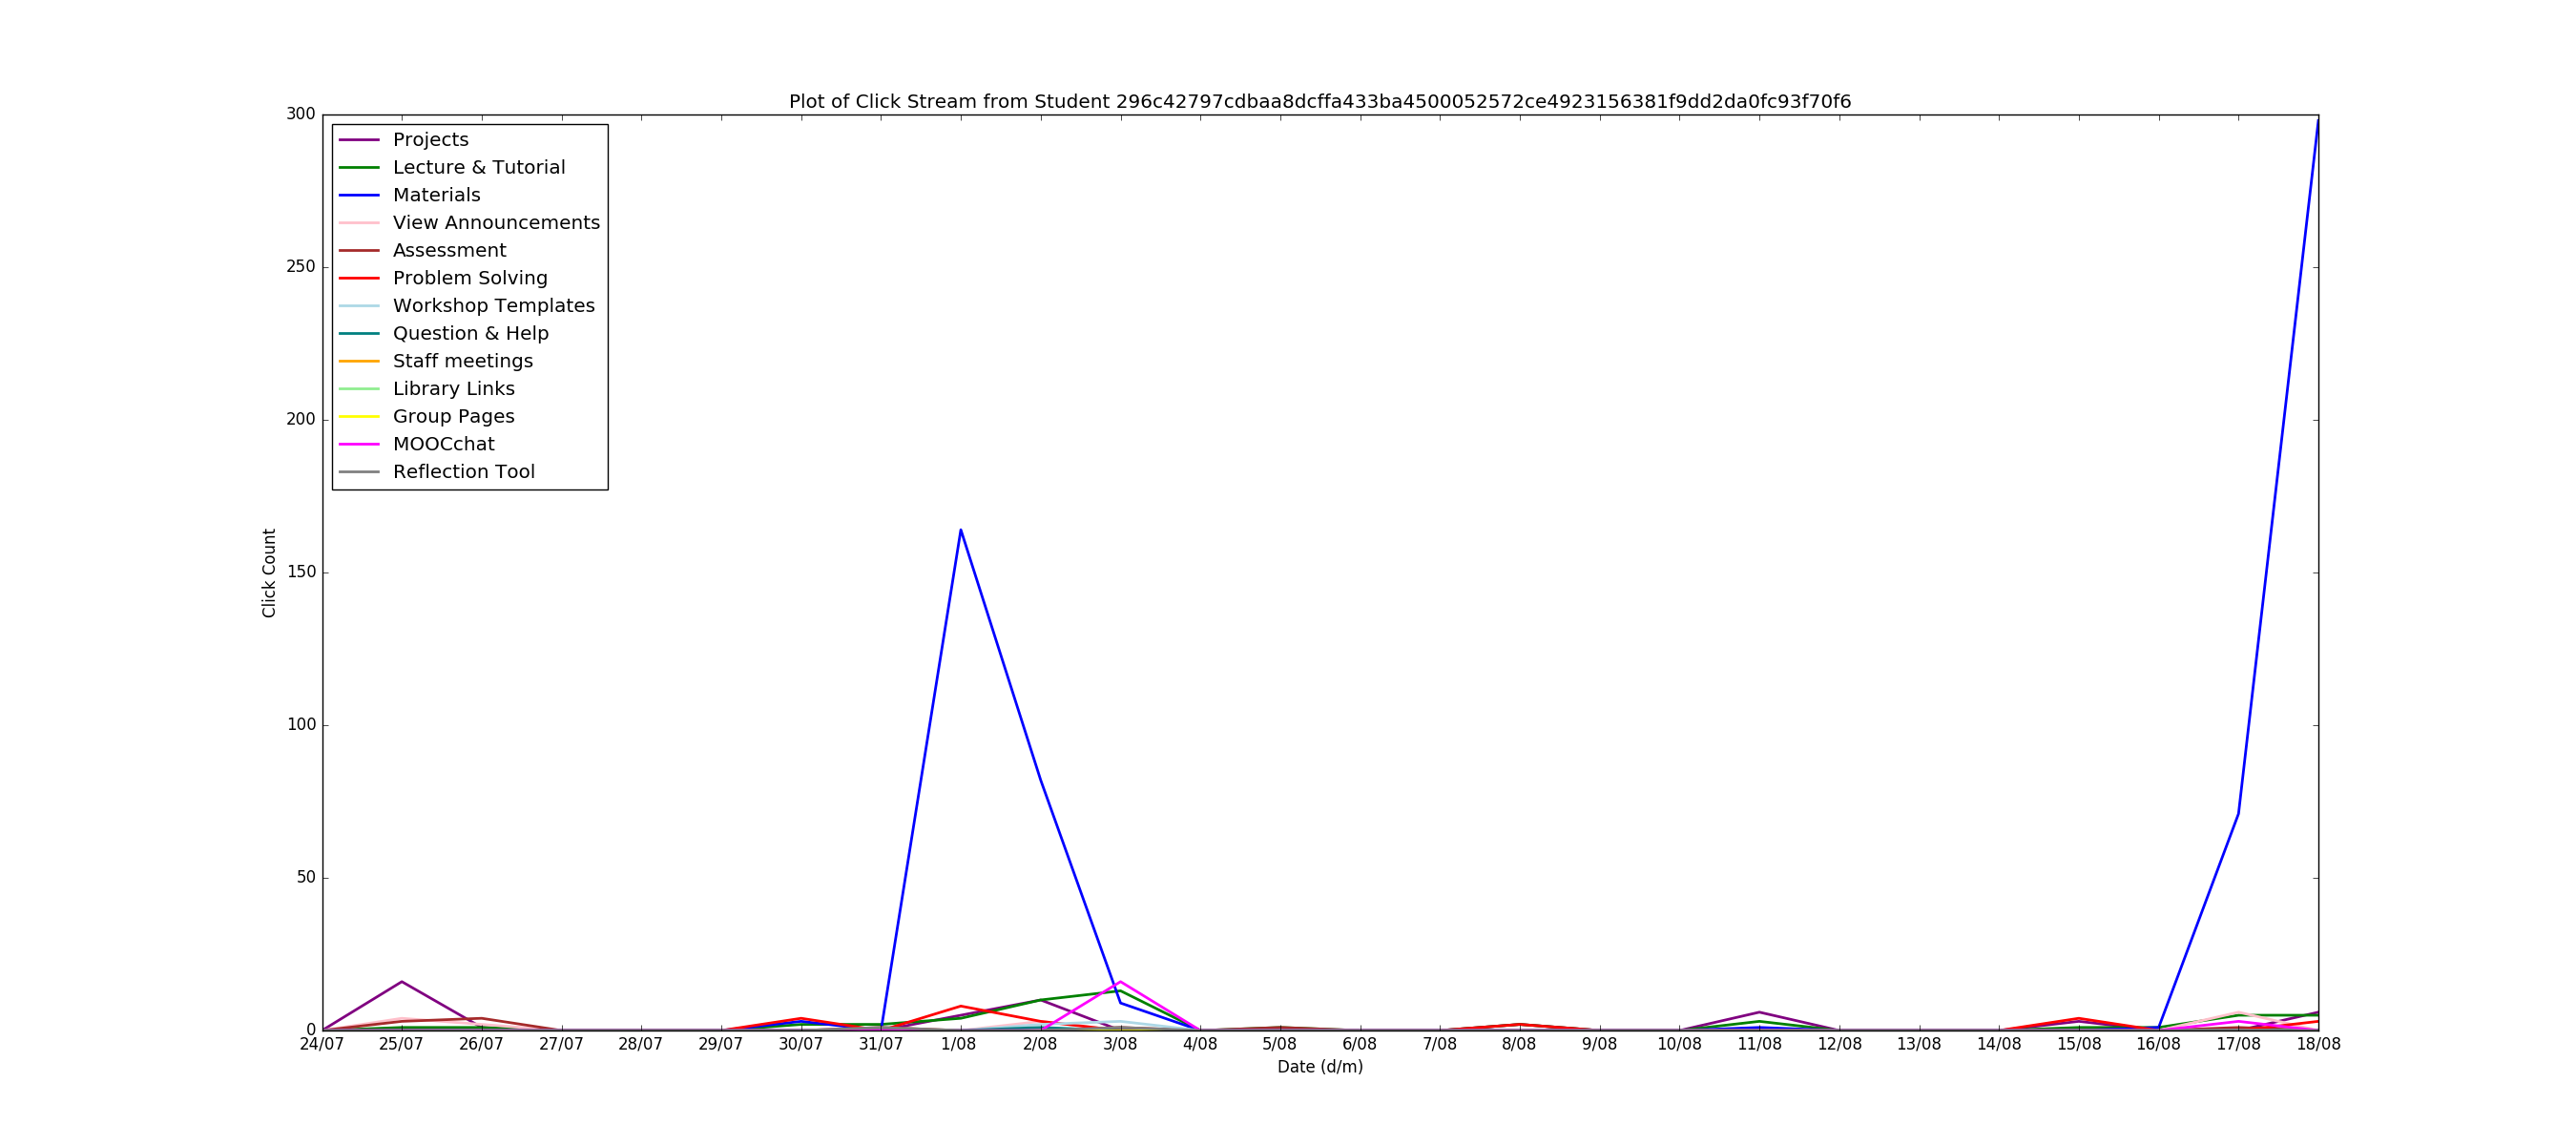 Plot of Click Stream from Student 296c42797cdbaa8dcffa433ba4500052572ce4923156381f9dd2da0fc93f70f6
300
250
200
150
100
50
0
Click Count
Projects
Lecture & Tutorial
Materials
View Announcements
Assessment
Problem Solving
Workshop Templates
Question & Help
Staff meetings
Library Links
Group Pages
MOOCchat
Reflection Tool
24/07 25/07 26/07 27/07 28/07 29/07 30/07 31/07 1/08 2/08 3/08 4/08 5/08 6/08 7/08 8/08 9/08 10/08 11/08 12/08 13/08 14/08 15/08 16/08 17/08 18/08
Date (d/m)